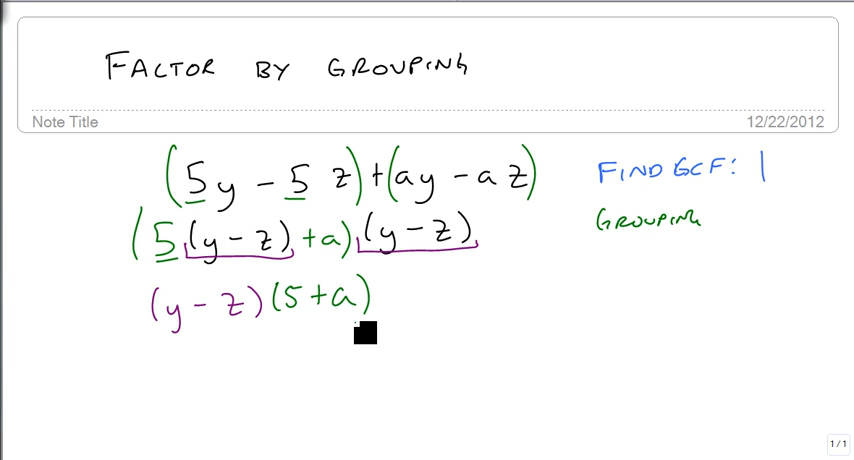 FACTOR BY GROUPING
Note Title
12/22/2012
(5y - 5z)+(ay - az)
FIND GCF: 1
(5(y - z)+a)(y - z)
GROUPING
(y - z)(5+a)
1/1